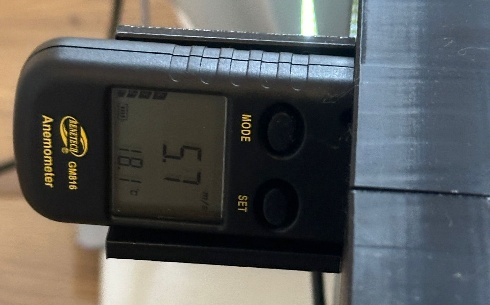 BENETECH®
GM816
Anemometer
5.7 m/s
18.1 °C
MODE
SET